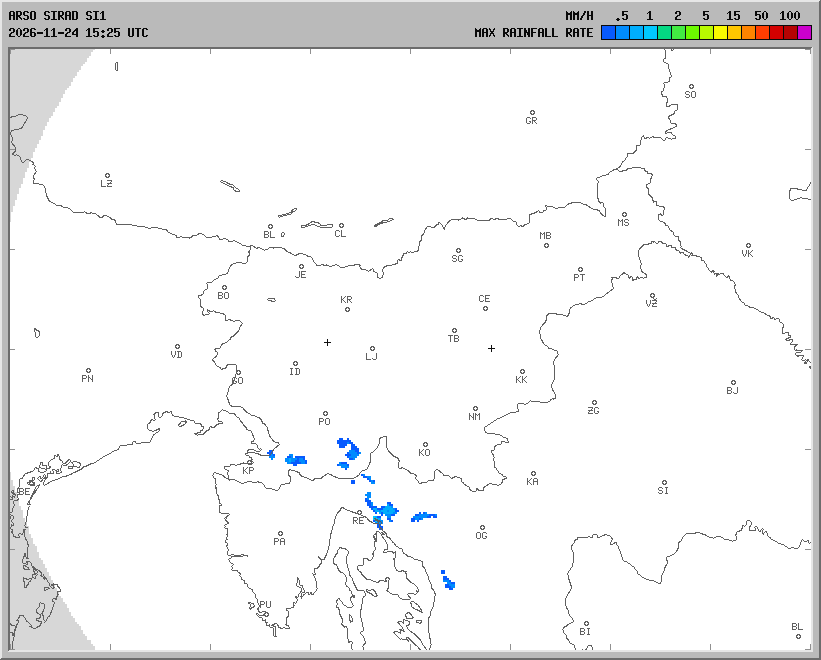 ARSO SIRAD SI1
2026-11-24 15:25 UTC
MM/H .5 1 2 5 15 50 100
MAX RAINFALL RATE
SO
GR
LZ
MS
BL
CL
MB
VK
SG
JE
PT
BO
KR
CE
VŽ
TB
VD
LJ
ID
PN
GO
KK
BJ
NM
ZG
PO
KO
KP
KA
BE
SI
RE
OG
PA
PU
BI
BL